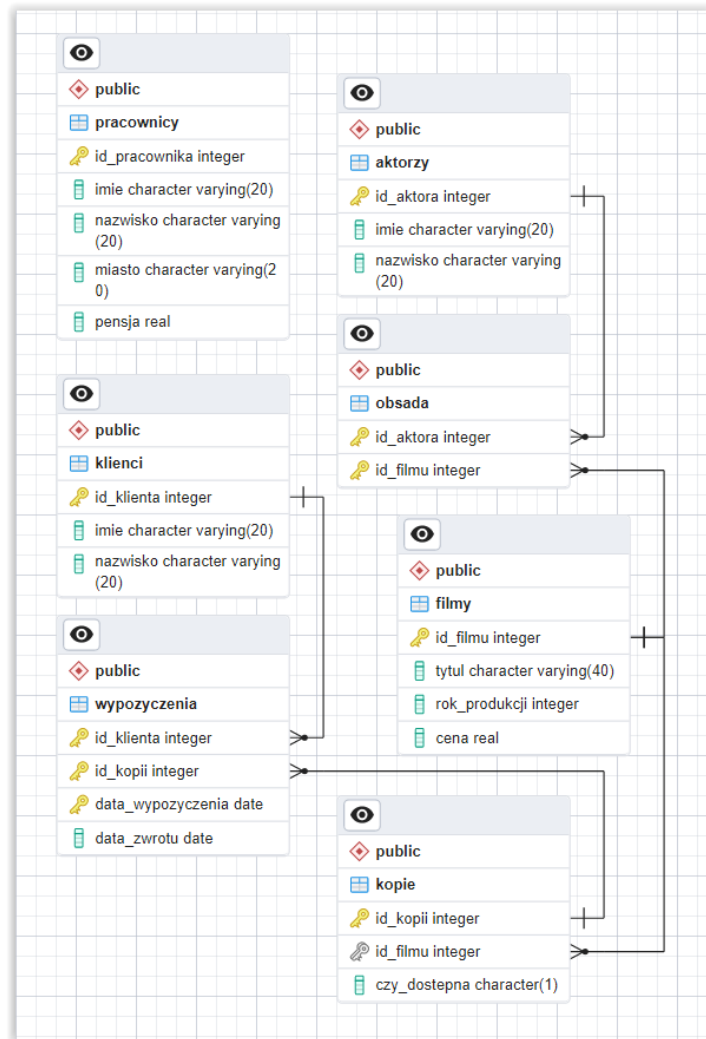 public
pracownicy
id_pracownika integer
imie character varying(20)
nazwisko character varying
(20)
miasto character varying(2
0)
pensja real
public
aktorzy
id_aktora integer
imie character varying(20)
nazwisko character varying
(20)
public
obsada
id_aktora integer
id_filmu integer
public
klienci
id_klienta integer
imie character varying(20)
nazwisko character varying
(20)
public
filmy
id_filmu integer
tytul character varying(40)
rok_produkcji integer
cena real
public
wypozyczenia
id_klienta integer
id_kopii integer
data_wypozyczenia date
data_zwrotu date
public
kopie
id_kopii integer
id_filmu integer
czy_dostepna character(1)